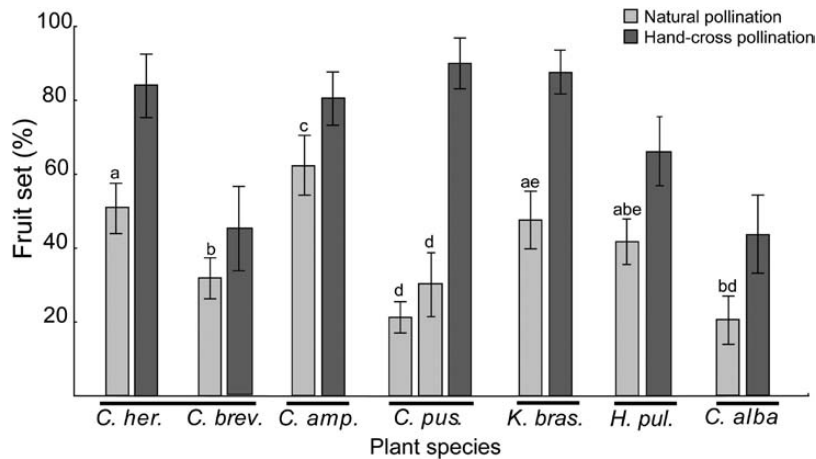 Natural pollination
Hand-cross pollination
Fruit set (%)
100
80
60
40
20
a
b
c
d
d
ae
abe
bd
C. her.
C. brev.
C. amp.
C. pus.
K. bras.
H. pul.
C. alba
Plant species